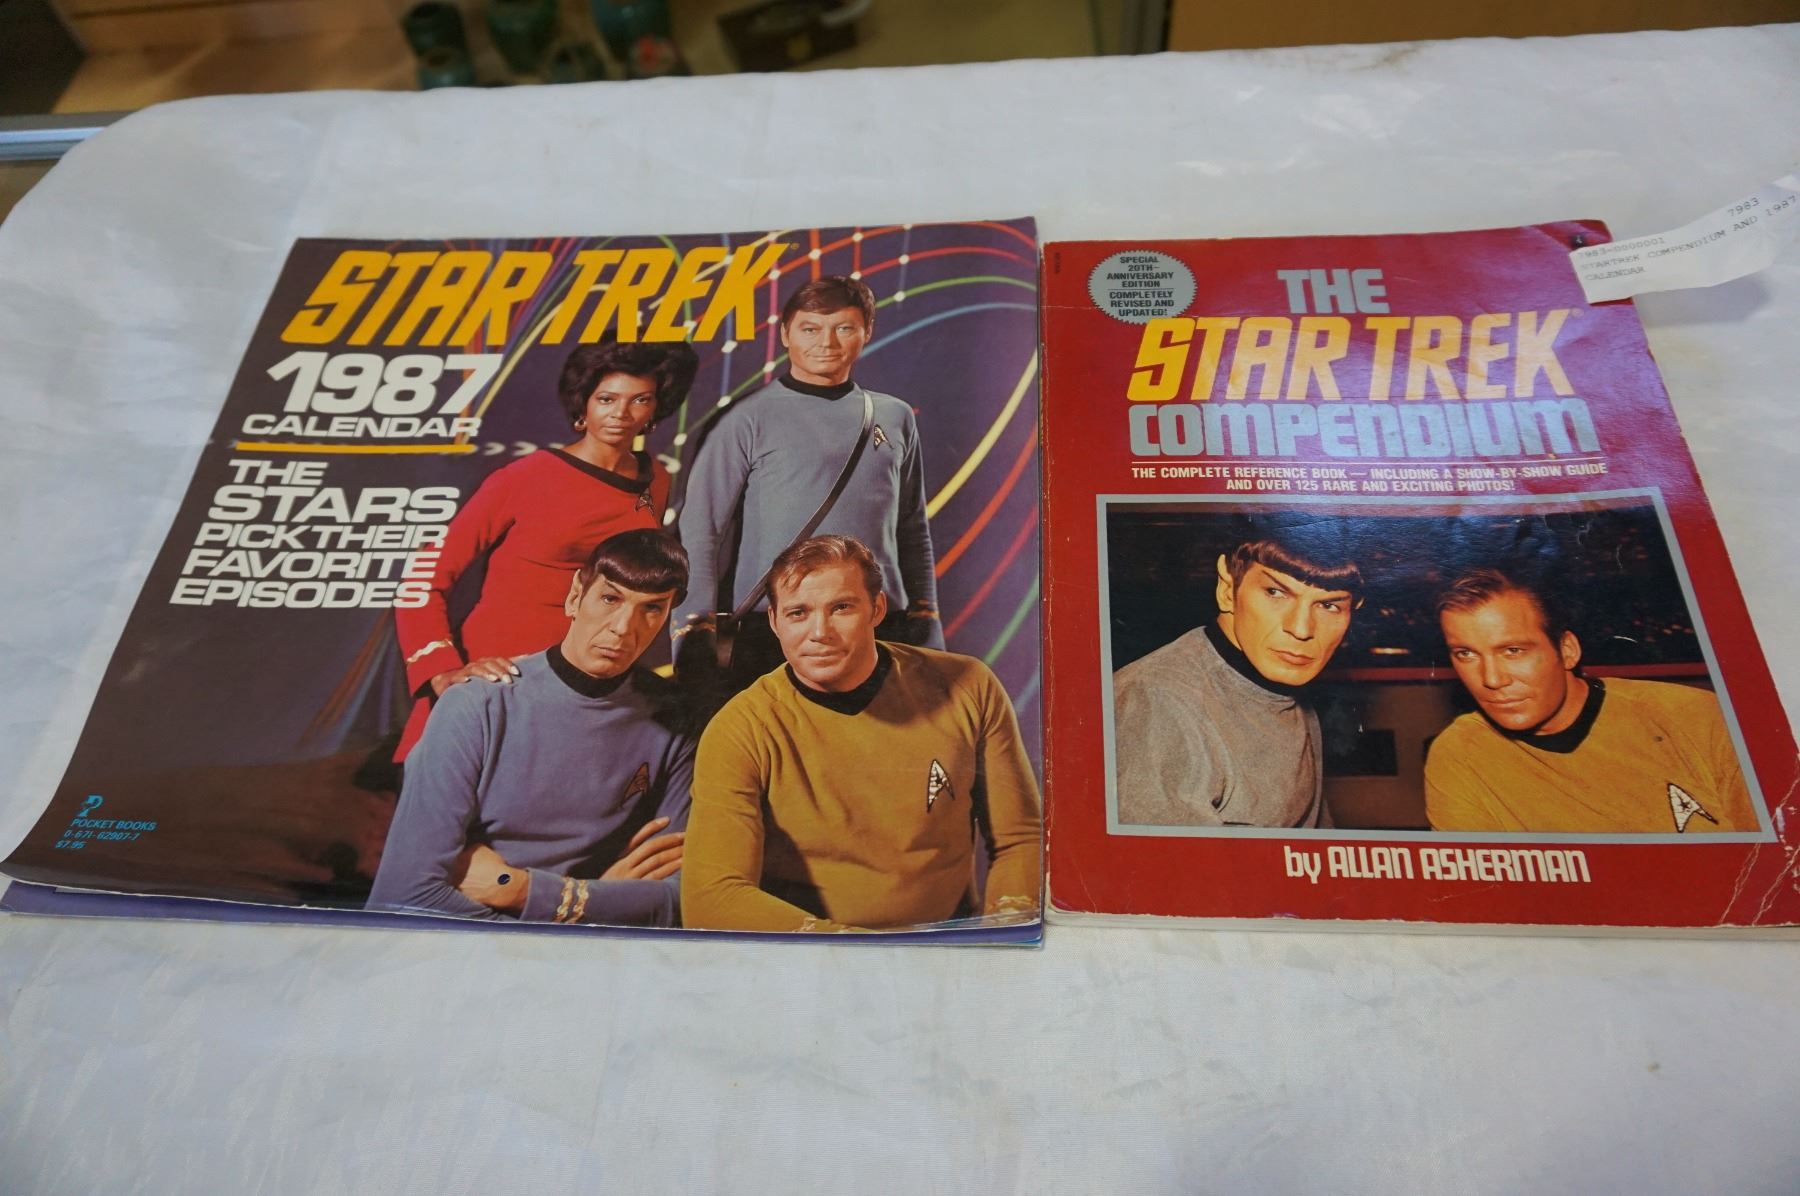 STAR TREK®
1987
CALENDAR
THE
STARS
PICK THEIR
FAVORITE
EPISODES
POCKET BOOKS
0-671-62907-7
$7.95
SPECIAL
20TH-
ANNIVERSARY
EDITION
COMPLETELY
REVISED AND
UPDATED!
THE
STAR TREK®
COMPENDIUM
THE COMPLETE REFERENCE BOOK — INCLUDING A SHOW-BY-SHOW GUIDE
AND OVER 125 RARE AND EXCITING PHOTOS!
by ALLAN ASHERMAN
7983
7983-0000001
STARTREK COMPENDIUM AND 1987
CALENDAR